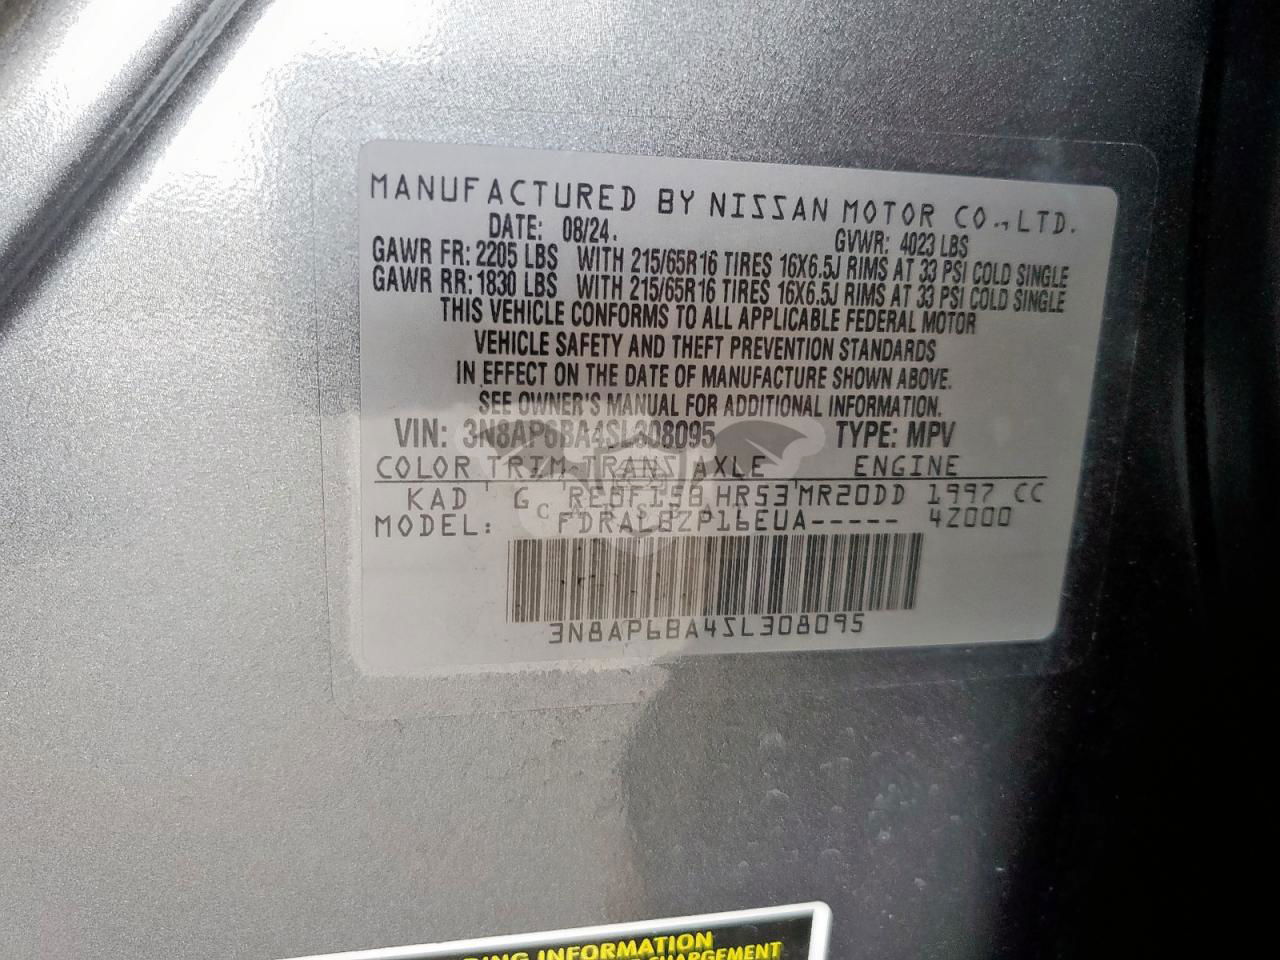 MANUFACTURED BY NISSAN MOTOR CO.,LTD.
DATE: 08/24. GVWR: 4023 LBS
GAWR FR: 2205 LBS WITH 215/65R16 TIRES 16X6.5J RIMS AT 33 PSI COLD SINGLE
GAWR RR: 1830 LBS WITH 215/65R16 TIRES 16X6.5J RIMS AT 33 PSI COLD SINGLE
THIS VEHICLE CONFORMS TO ALL APPLICABLE FEDERAL MOTOR
VEHICLE SAFETY AND THEFT PREVENTION STANDARDS
IN EFFECT ON THE DATE OF MANUFACTURE SHOWN ABOVE.
SEE OWNER'S MANUAL FOR ADDITIONAL INFORMATION.
VIN: 3N8AP6BA4SL308095 TYPE: MPV
COLOR TRIM TRANS AXLE ENGINE
KAD G RE0F15B HR53 MR20DD 1997 CC
MODEL: FDRALBZP16EUA----- 42000
3N8AP6BA4SL308095
INFORMATION